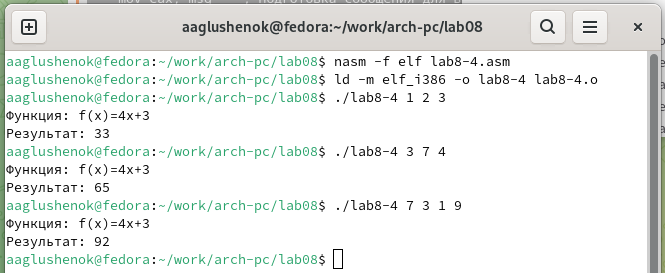 aaglushenok@fedora:~/work/arch-pc/lab08
aaglushenok@fedora:~/work/arch-pc/lab08$ nasm -f elf lab8-4.asm
aaglushenok@fedora:~/work/arch-pc/lab08$ ld -m elf_i386 -o lab8-4 lab8-4.o
aaglushenok@fedora:~/work/arch-pc/lab08$ ./lab8-4 1 2 3
Функция: f(x)=4x+3
Результат: 33
aaglushenok@fedora:~/work/arch-pc/lab08$ ./lab8-4 3 7 4
Функция: f(x)=4x+3
Результат: 65
aaglushenok@fedora:~/work/arch-pc/lab08$ ./lab8-4 7 3 1 9
Функция: f(x)=4x+3
Результат: 92
aaglushenok@fedora:~/work/arch-pc/lab08$